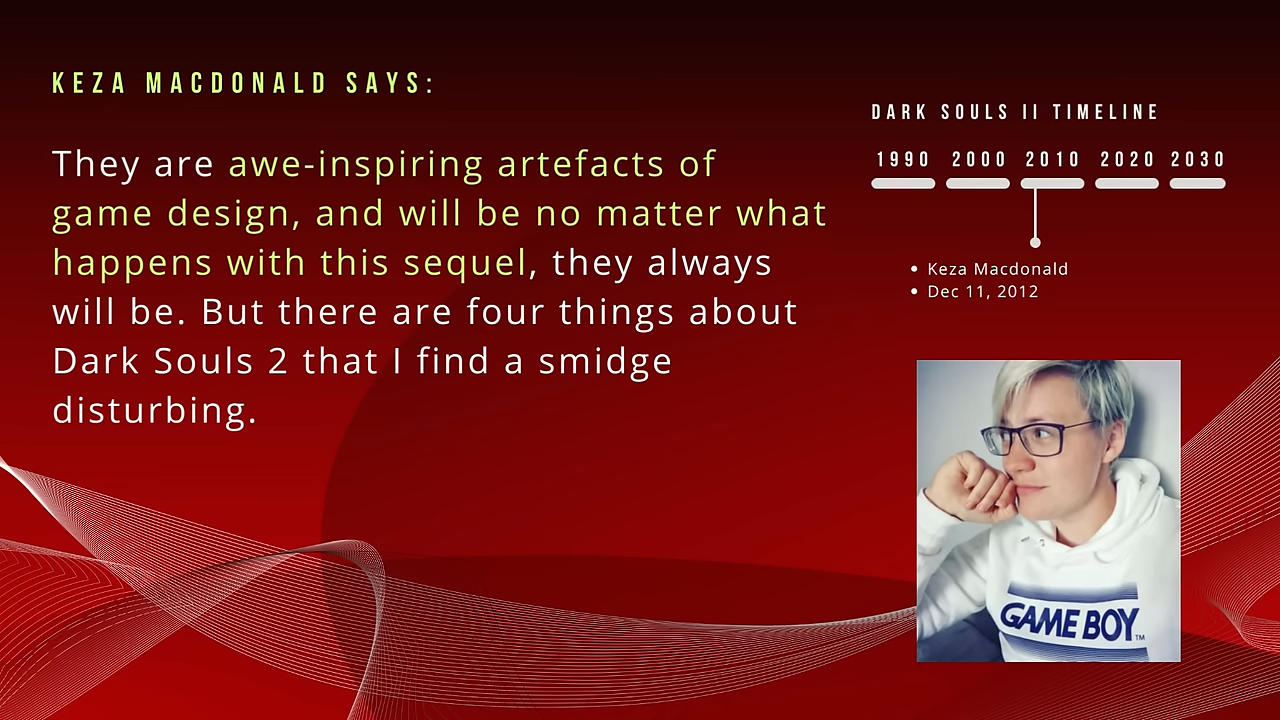 KEZA MACDONALD SAYS:
They are awe-inspiring artefacts of
game design, and will be no matter what
happens with this sequel, they always
will be. But there are four things about
Dark Souls 2 that I find a smidge
disturbing.
DARK SOULS II TIMELINE
1990 2000 2010 2020 2030
• Keza Macdonald
• Dec 11, 2012
GAME BOY™